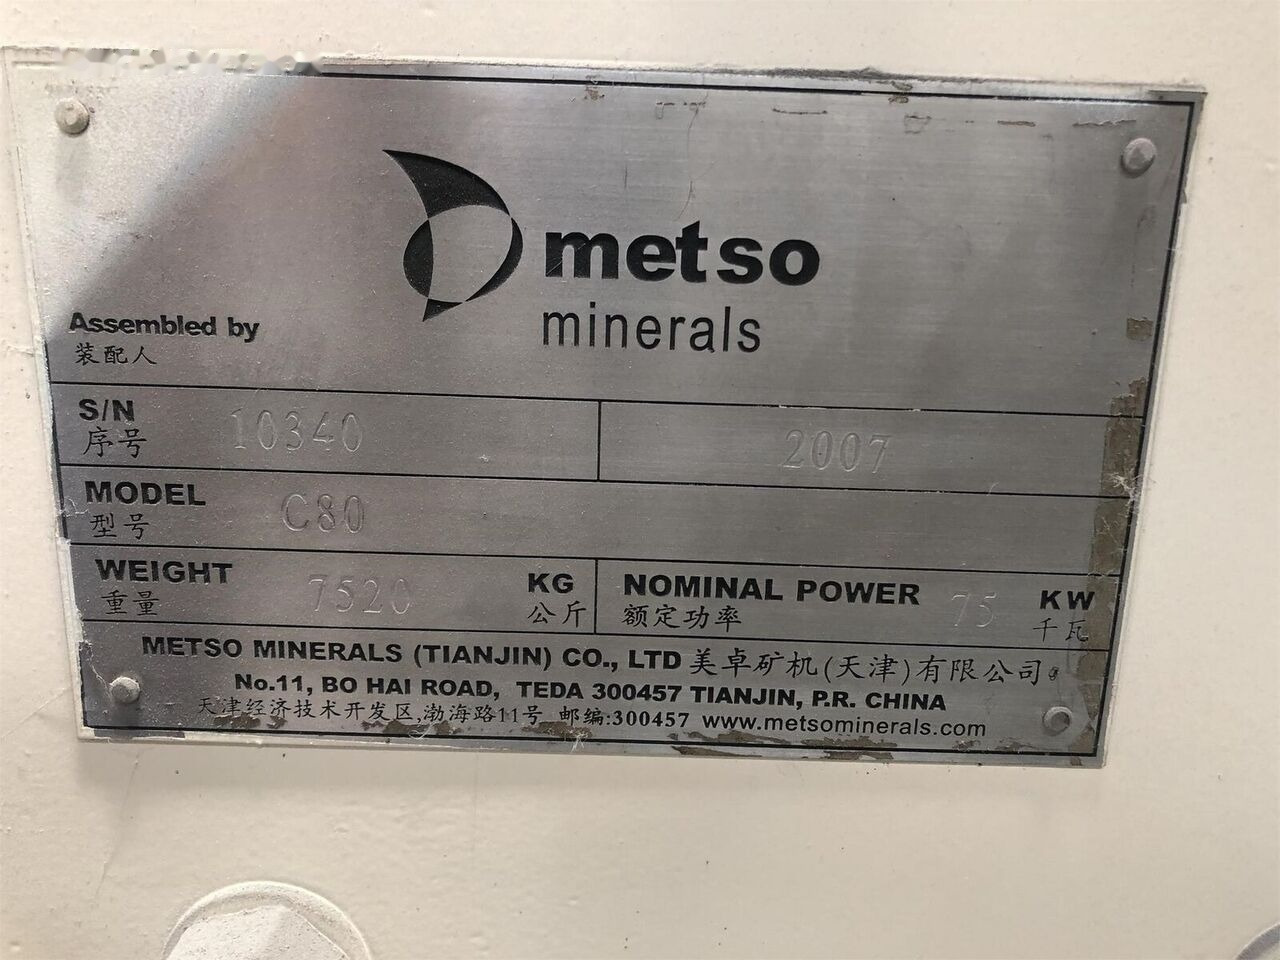 metso
minerals
Assembled by
装配人
S/N 10340 2007
序号
MODEL C80
型号
WEIGHT 7520 KG NOMINAL POWER 75 KW
重量 公斤 额定功率 千瓦
METSO MINERALS (TIANJIN) CO., LTD 美卓矿机(天津)有限公司
No.11, BO HAI ROAD, TEDA 300457 TIANJIN, P.R. CHINA
天津经济技术开发区,渤海路11号 邮编:300457 www.metsominerals.com